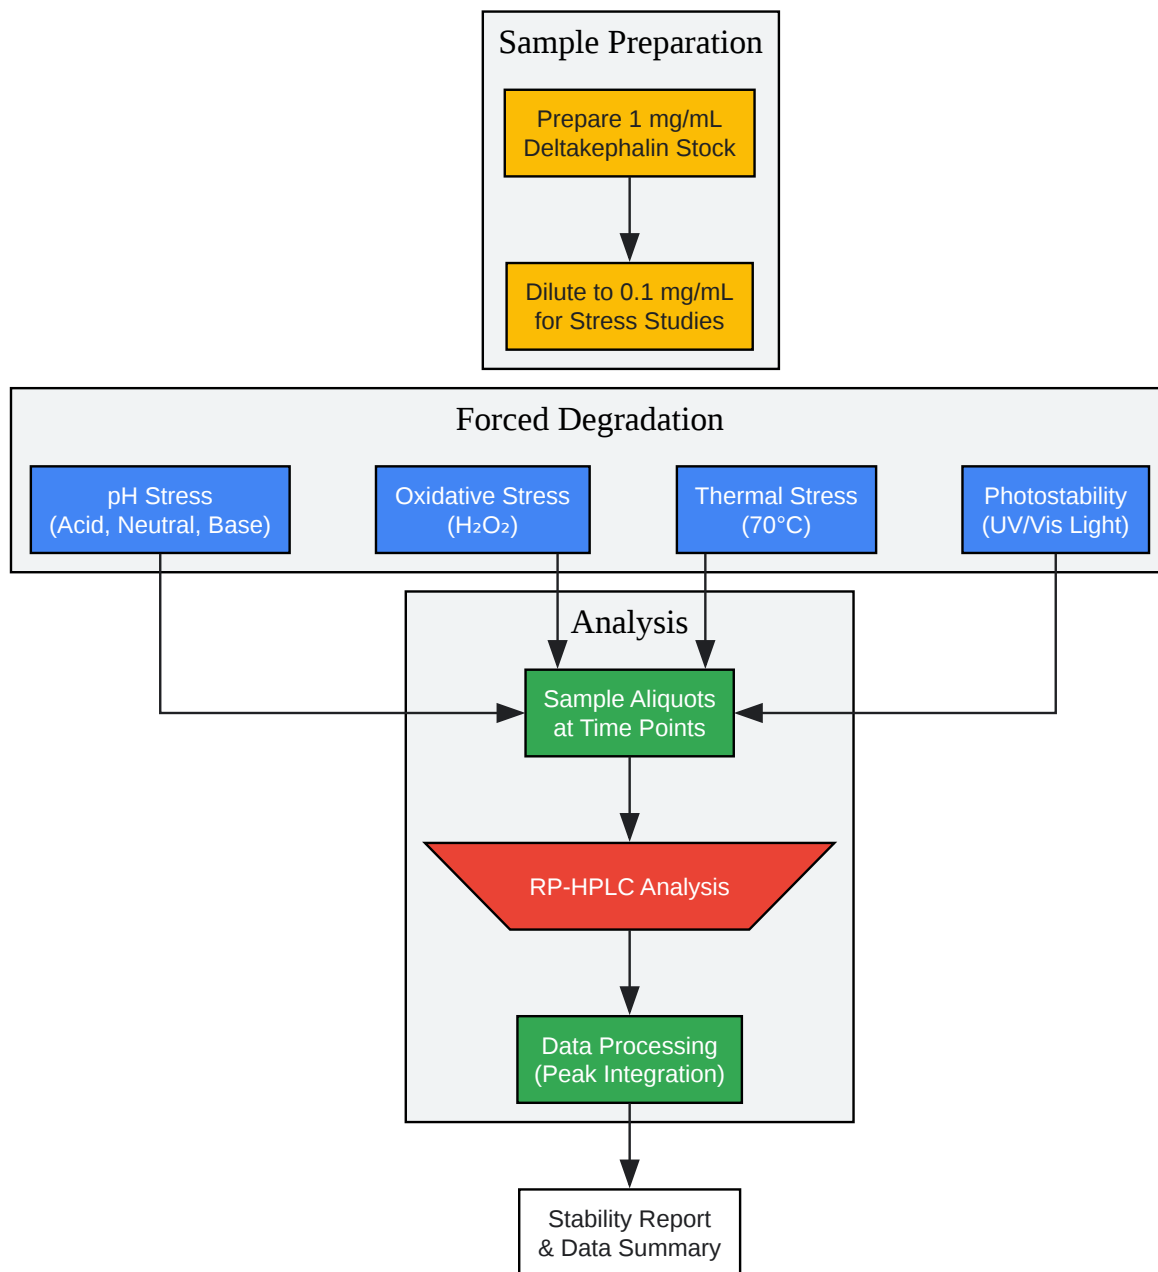 Sample Preparation
Prepare 1 mg/mL
Deltakephalin Stock
Dilute to 0.1 mg/mL
for Stress Studies
Forced Degradation
pH Stress
(Acid, Neutral, Base)
Oxidative Stress
(H₂O₂)
Thermal Stress
(70°C)
Photostability
(UV/Vis Light)
Analysis
Sample Aliquots
at Time Points
RP-HPLC Analysis
Data Processing
(Peak Integration)
Stability Report
& Data Summary